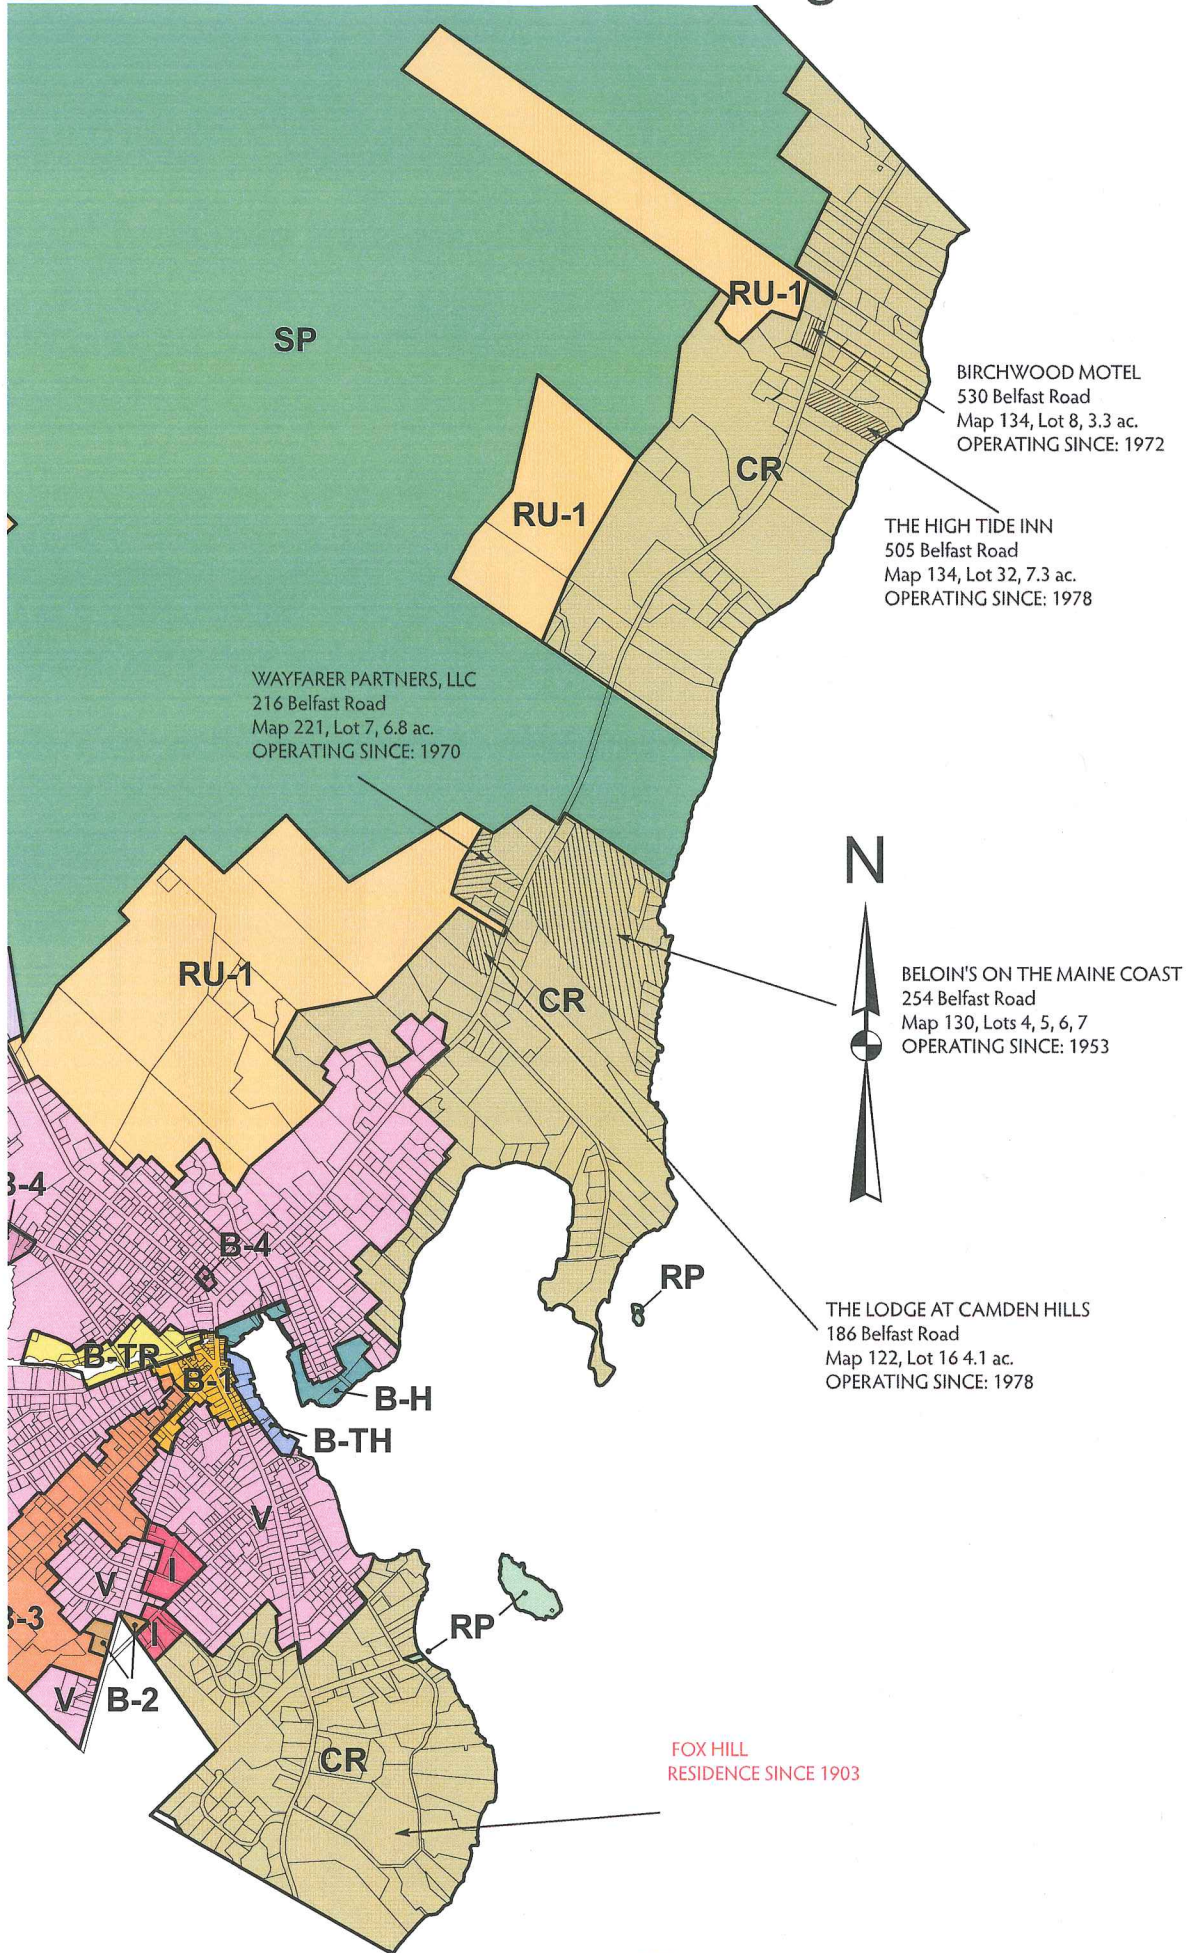 RU-1
SP
BIRCHWOOD MOTEL
530 Belfast Road
Map 134, Lot 8, 3.3 ac.
OPERATING SINCE: 1972
CR
RU-1
THE HIGH TIDE INN
505 Belfast Road
Map 134, Lot 32, 7.3 ac.
OPERATING SINCE: 1978
WAYFARER PARTNERS, LLC
216 Belfast Road
Map 221, Lot 7, 6.8 ac.
OPERATING SINCE: 1970
N
RU-1
CR
BELOIN'S ON THE MAINE COAST
254 Belfast Road
Map 130, Lots 4, 5, 6, 7
OPERATING SINCE: 1953
B-4
RP
THE LODGE AT CAMDEN HILLS
186 Belfast Road
Map 122, Lot 16 4.1 ac.
OPERATING SINCE: 1978
B-TR
B-1
B-H
B-TH
V
V
I
I
RP
V
B-2
CR
FOX HILL
RESIDENCE SINCE 1903